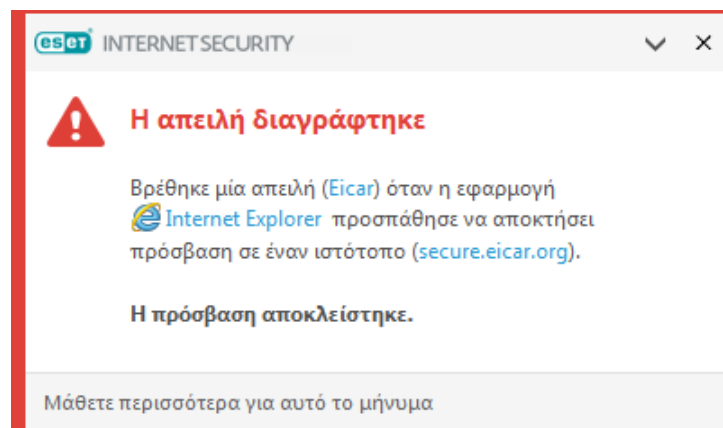 eset INTERNET SECURITY
Η απειλή διαγράφτηκε
Βρέθηκε μία απειλή (Eicar) όταν η εφαρμογή
Internet Explorer προσπάθησε να αποκτήσει
πρόσβαση σε έναν ιστότοπο (secure.eicar.org).
Η πρόσβαση αποκλείστηκε.
Μάθετε περισσότερα για αυτό το μήνυμα